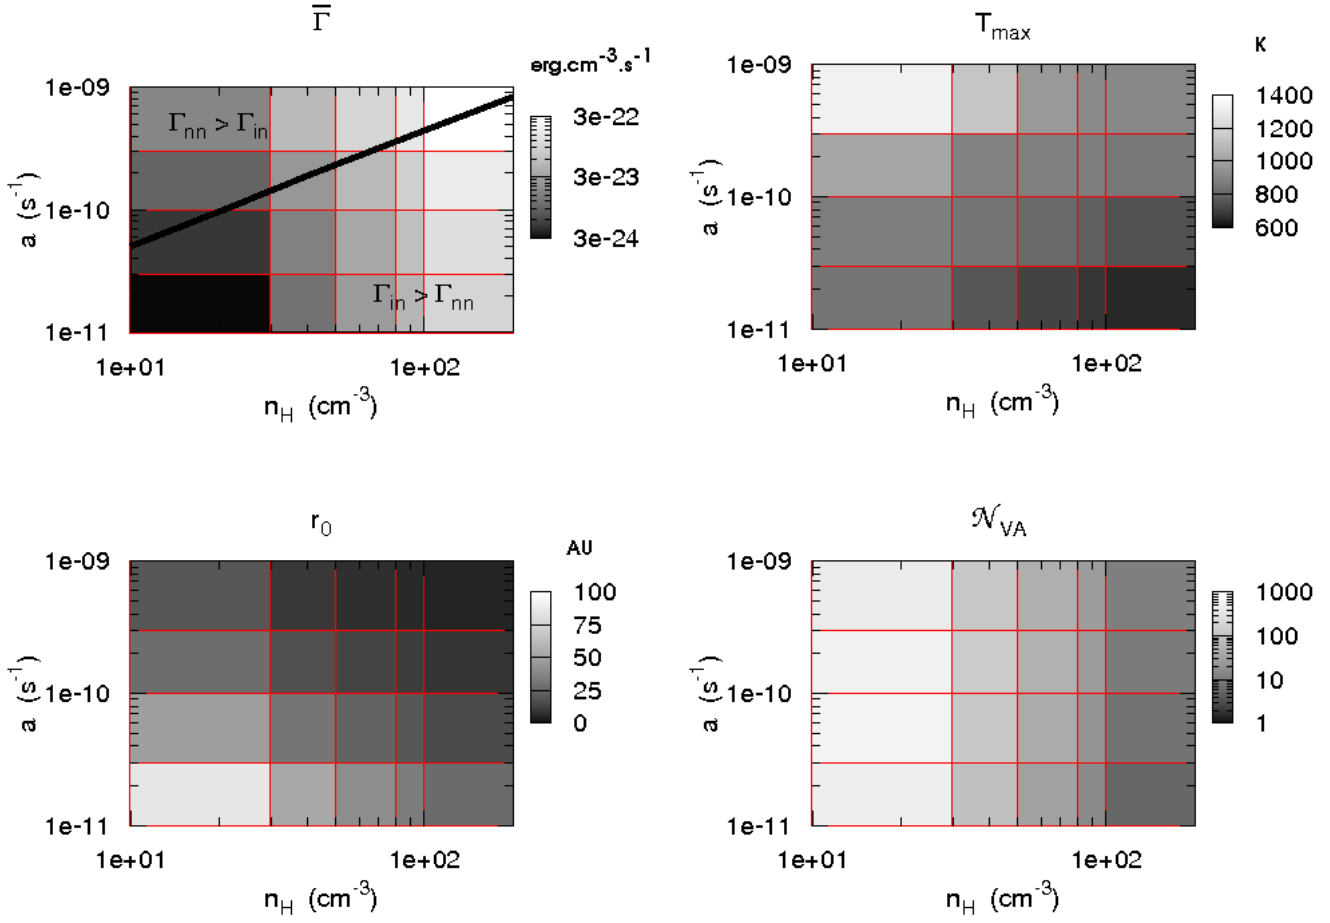 Γ̅
erg.cm⁻³.s⁻¹
1e-09
1e-10
1e-11
a (s⁻¹)
Γnn > Γin
Γin > Γnn
3e-22
3e-23
3e-24
1e+01 1e+02
nH (cm⁻³)
Tmax
K
1e-09
1e-10
1e-11
a (s⁻¹)
1400
1200
1000
800
600
1e+01 1e+02
nH (cm⁻³)
r0
AU
1e-09
1e-10
1e-11
a (s⁻¹)
100
75
50
25
0
1e+01 1e+02
nH (cm⁻³)
𝒩VA
1e-09
1e-10
1e-11
a (s⁻¹)
1000
100
10
1
1e+01 1e+02
nH (cm⁻³)